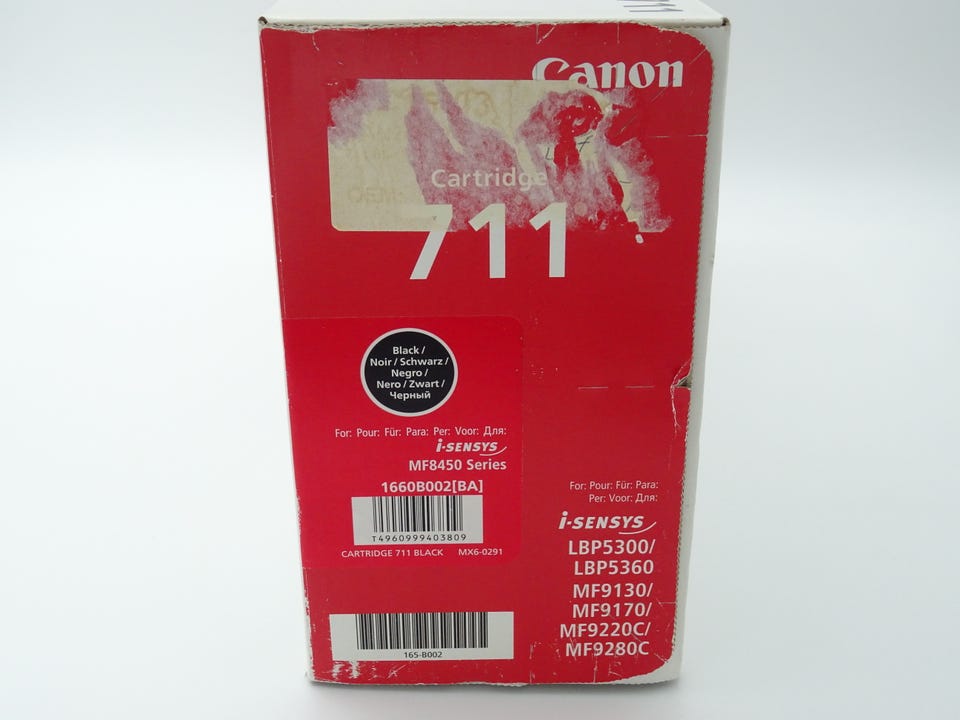 Canon
Cartridge
711
Black /
Noir / Schwarz /
Negro /
Nero / Zwart /
Черный
For: Pour: Für: Para: Per: Voor: Для:
i-SENSYS
MF8450 Series
1660B002[BA]
T4960999403809
CARTRIDGE 711 BLACK MX6-0291
For: Pour: Für: Para:
Per: Voor: Для:
i-SENSYS
LBP5300/
LBP5360
MF9130/
MF9170/
MF9220C/
MF9280C
165-B002